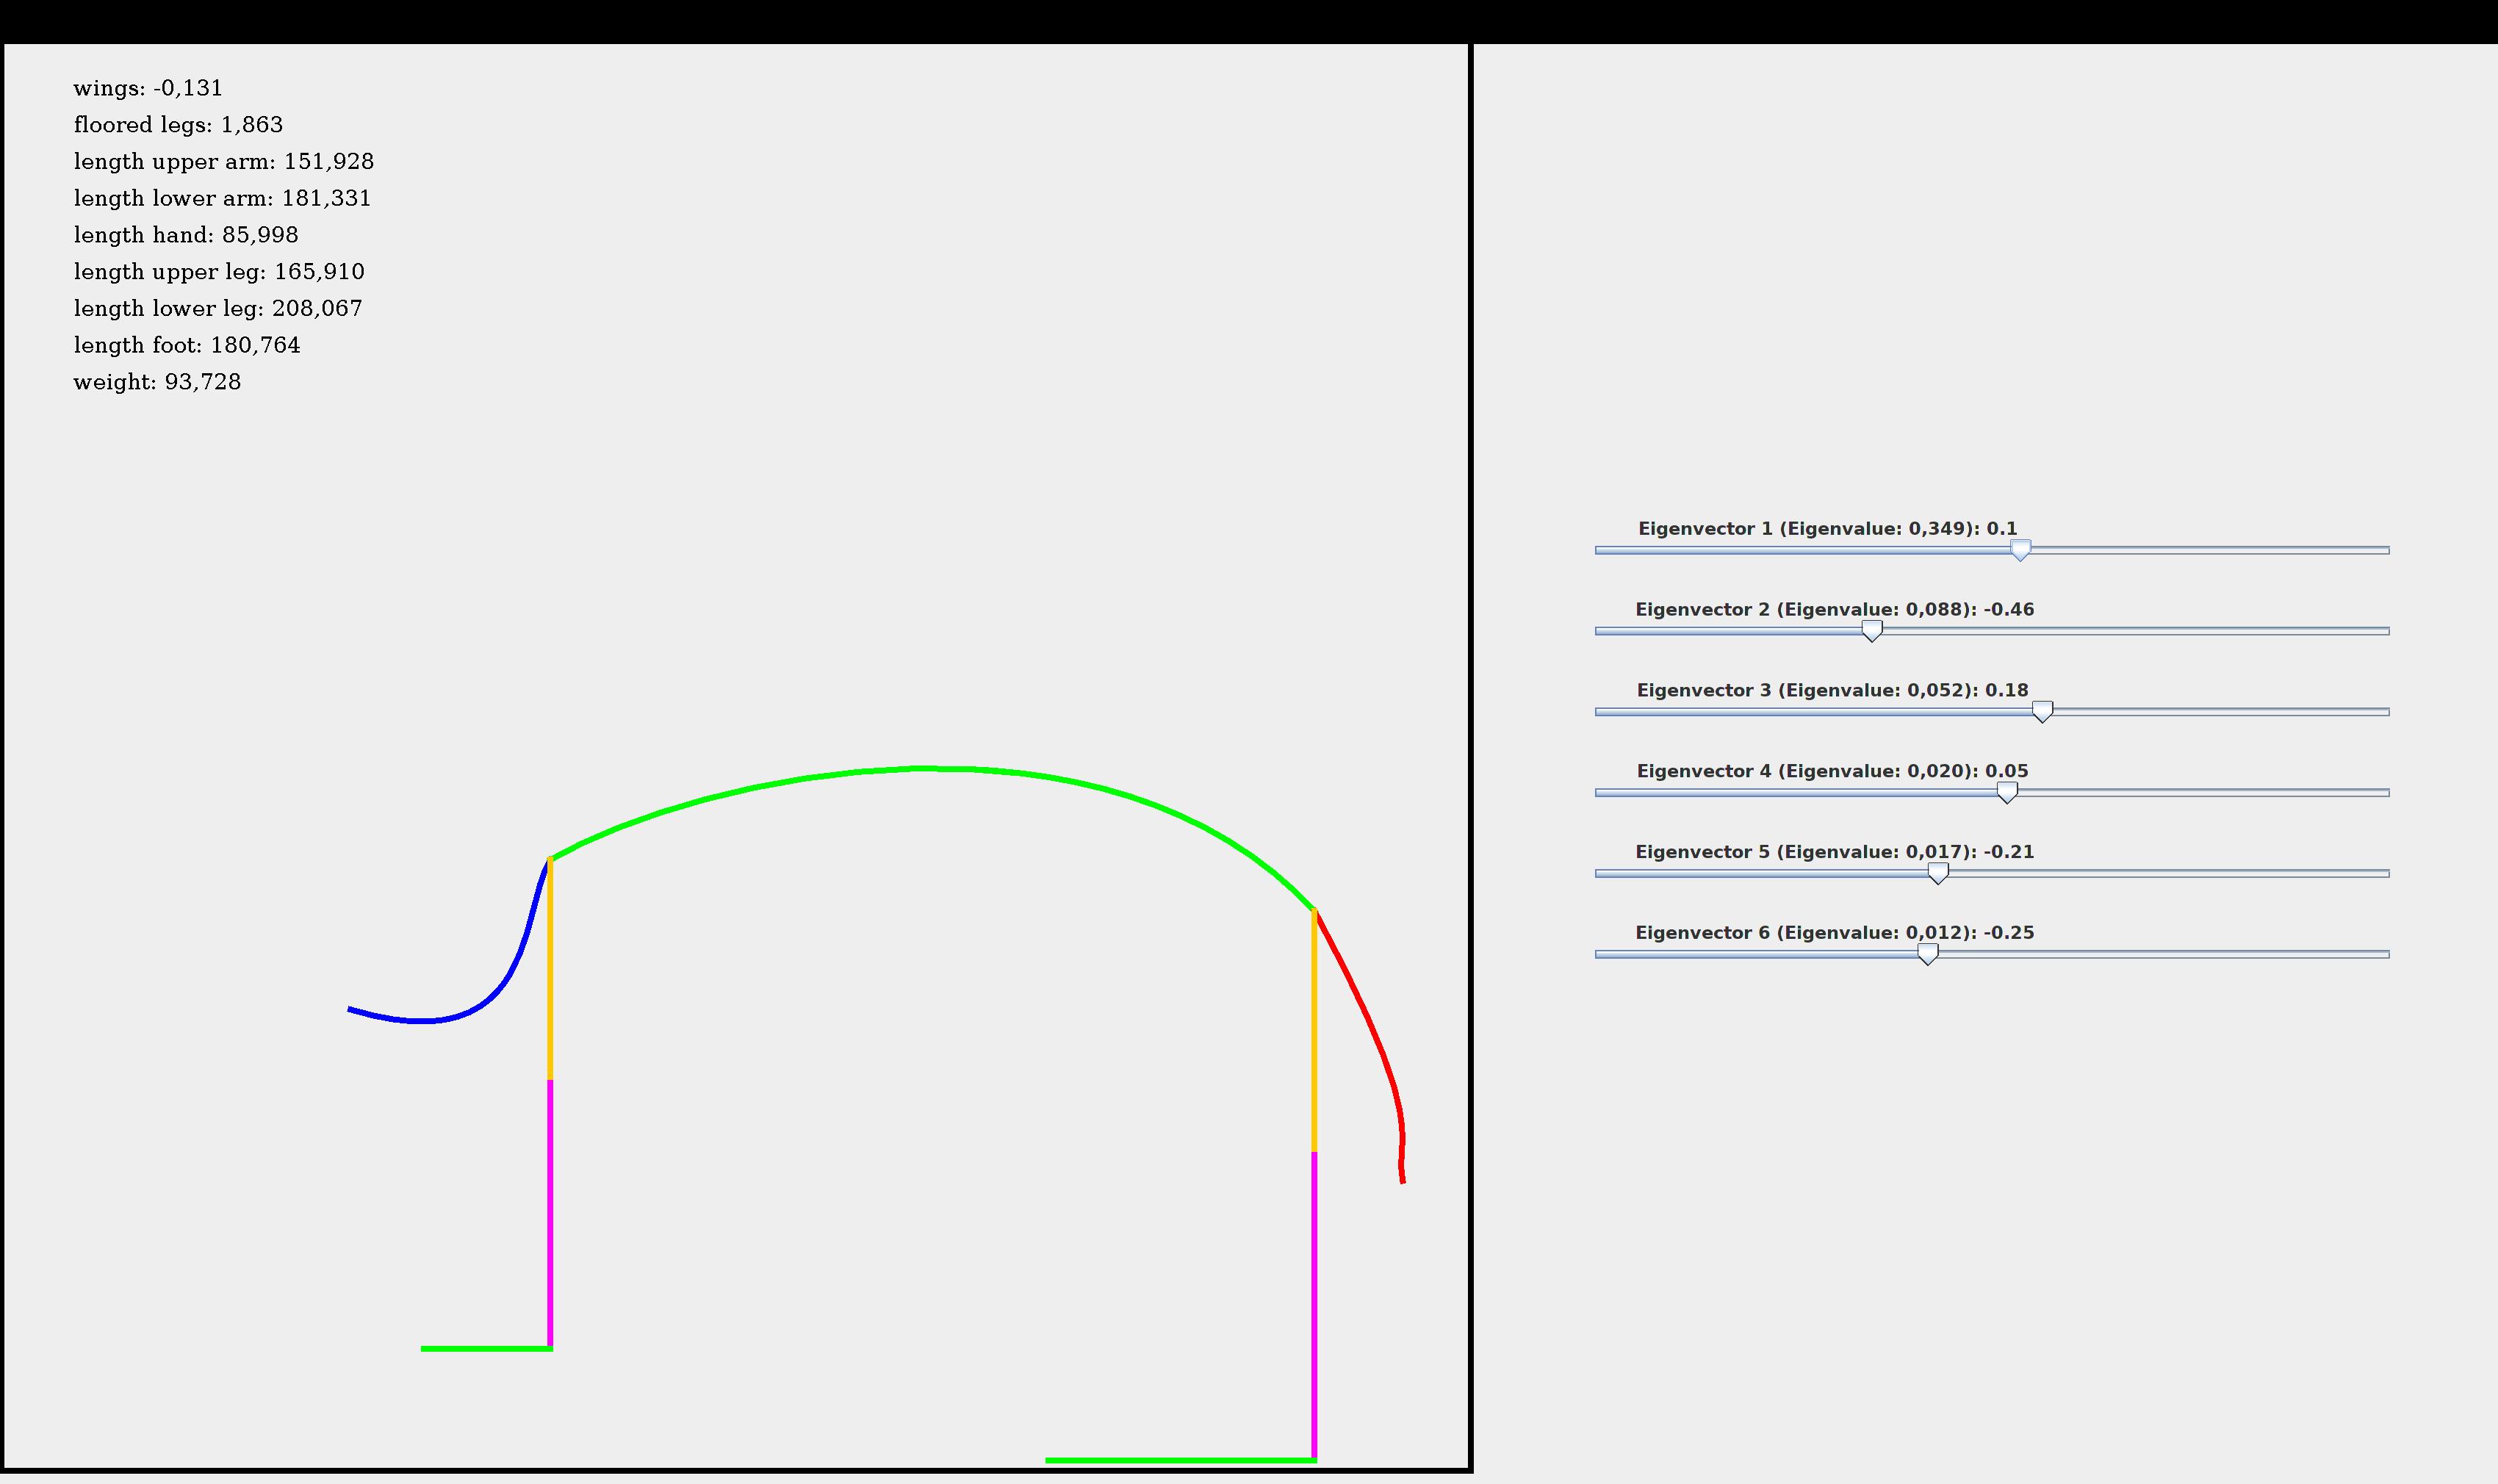 wings: -0,131
floored legs: 1,863
length upper arm: 151,928
length lower arm: 181,331
length hand: 85,998
length upper leg: 165,910
length lower leg: 208,067
length foot: 180,764
weight: 93,728
Eigenvector 1 (Eigenvalue: 0,349): 0.1
Eigenvector 2 (Eigenvalue: 0,088): -0.46
Eigenvector 3 (Eigenvalue: 0,052): 0.18
Eigenvector 4 (Eigenvalue: 0,020): 0.05
Eigenvector 5 (Eigenvalue: 0,017): -0.21
Eigenvector 6 (Eigenvalue: 0,012): -0.25